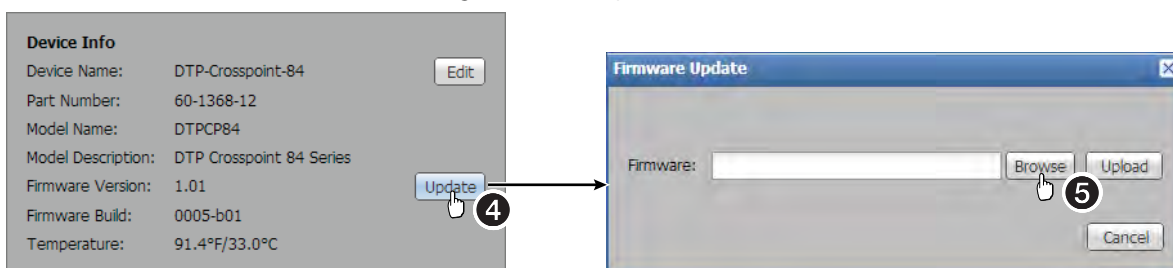 Device Info
Device Name: DTP-Crosspoint-84 Edit
Part Number: 60-1368-12
Model Name: DTPCP84
Model Description: DTP Crosspoint 84 Series
Firmware Version: 1.01 Update
4
Firmware Build: 0005-b01
Temperature: 91.4°F/33.0°C
Firmware Update
Firmware: Browse Upload
5
Cancel